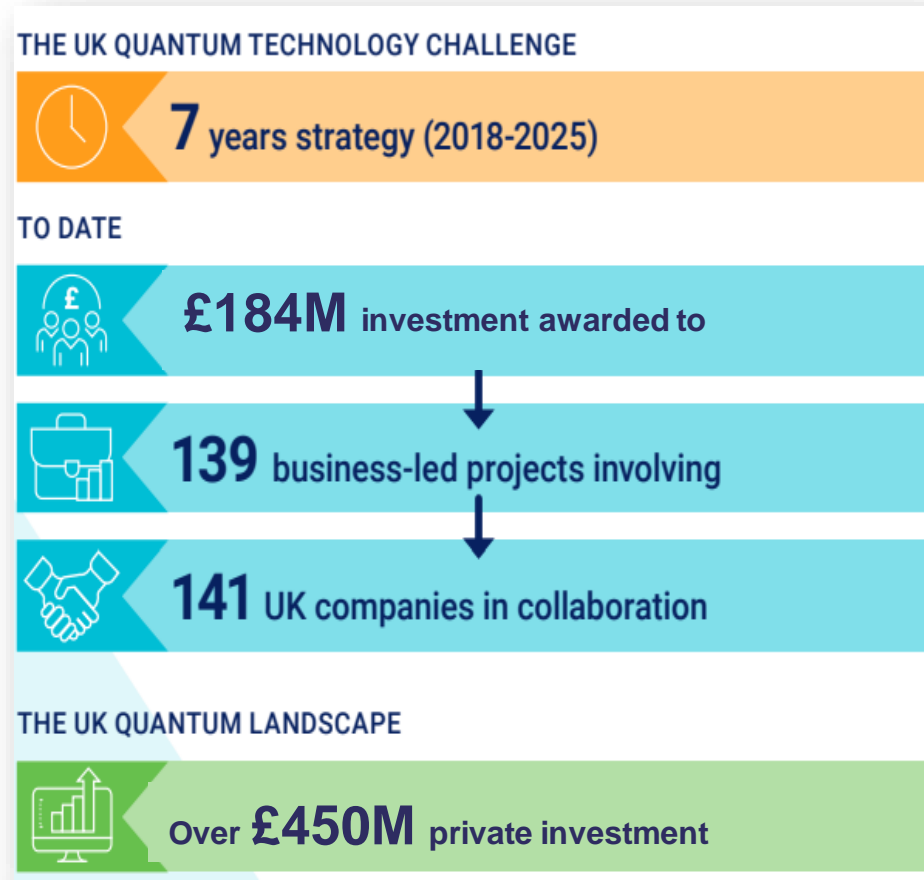 THE UK QUANTUM TECHNOLOGY CHALLENGE
7 years strategy (2018-2025)
TO DATE
£
£184M investment awarded to
139 business-led projects involving
141 UK companies in collaboration
THE UK QUANTUM LANDSCAPE
Over £450M private investment